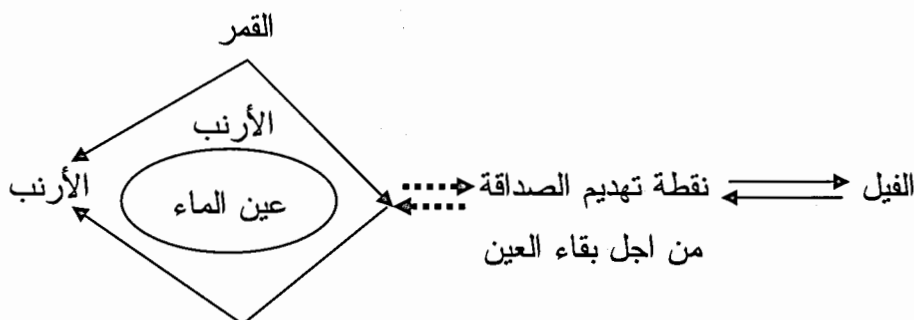 القمر
الأرنب
الفيل نقطة تهديم الصداقة عين الماء الأرنب
من اجل بقاء العين